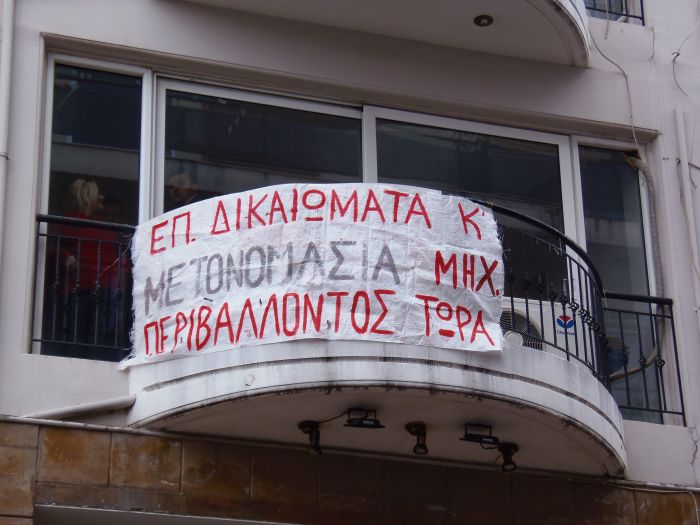 ΕΠ. ΔΙΚΑΙΩΜΑΤΑ Κ'
ΜΕΤΟΝΟΜΑΣΙΑ ΜΗΧ.
ΠΕΡΙΒΑΛΛΟΝΤΟΣ ΤΩΡΑ